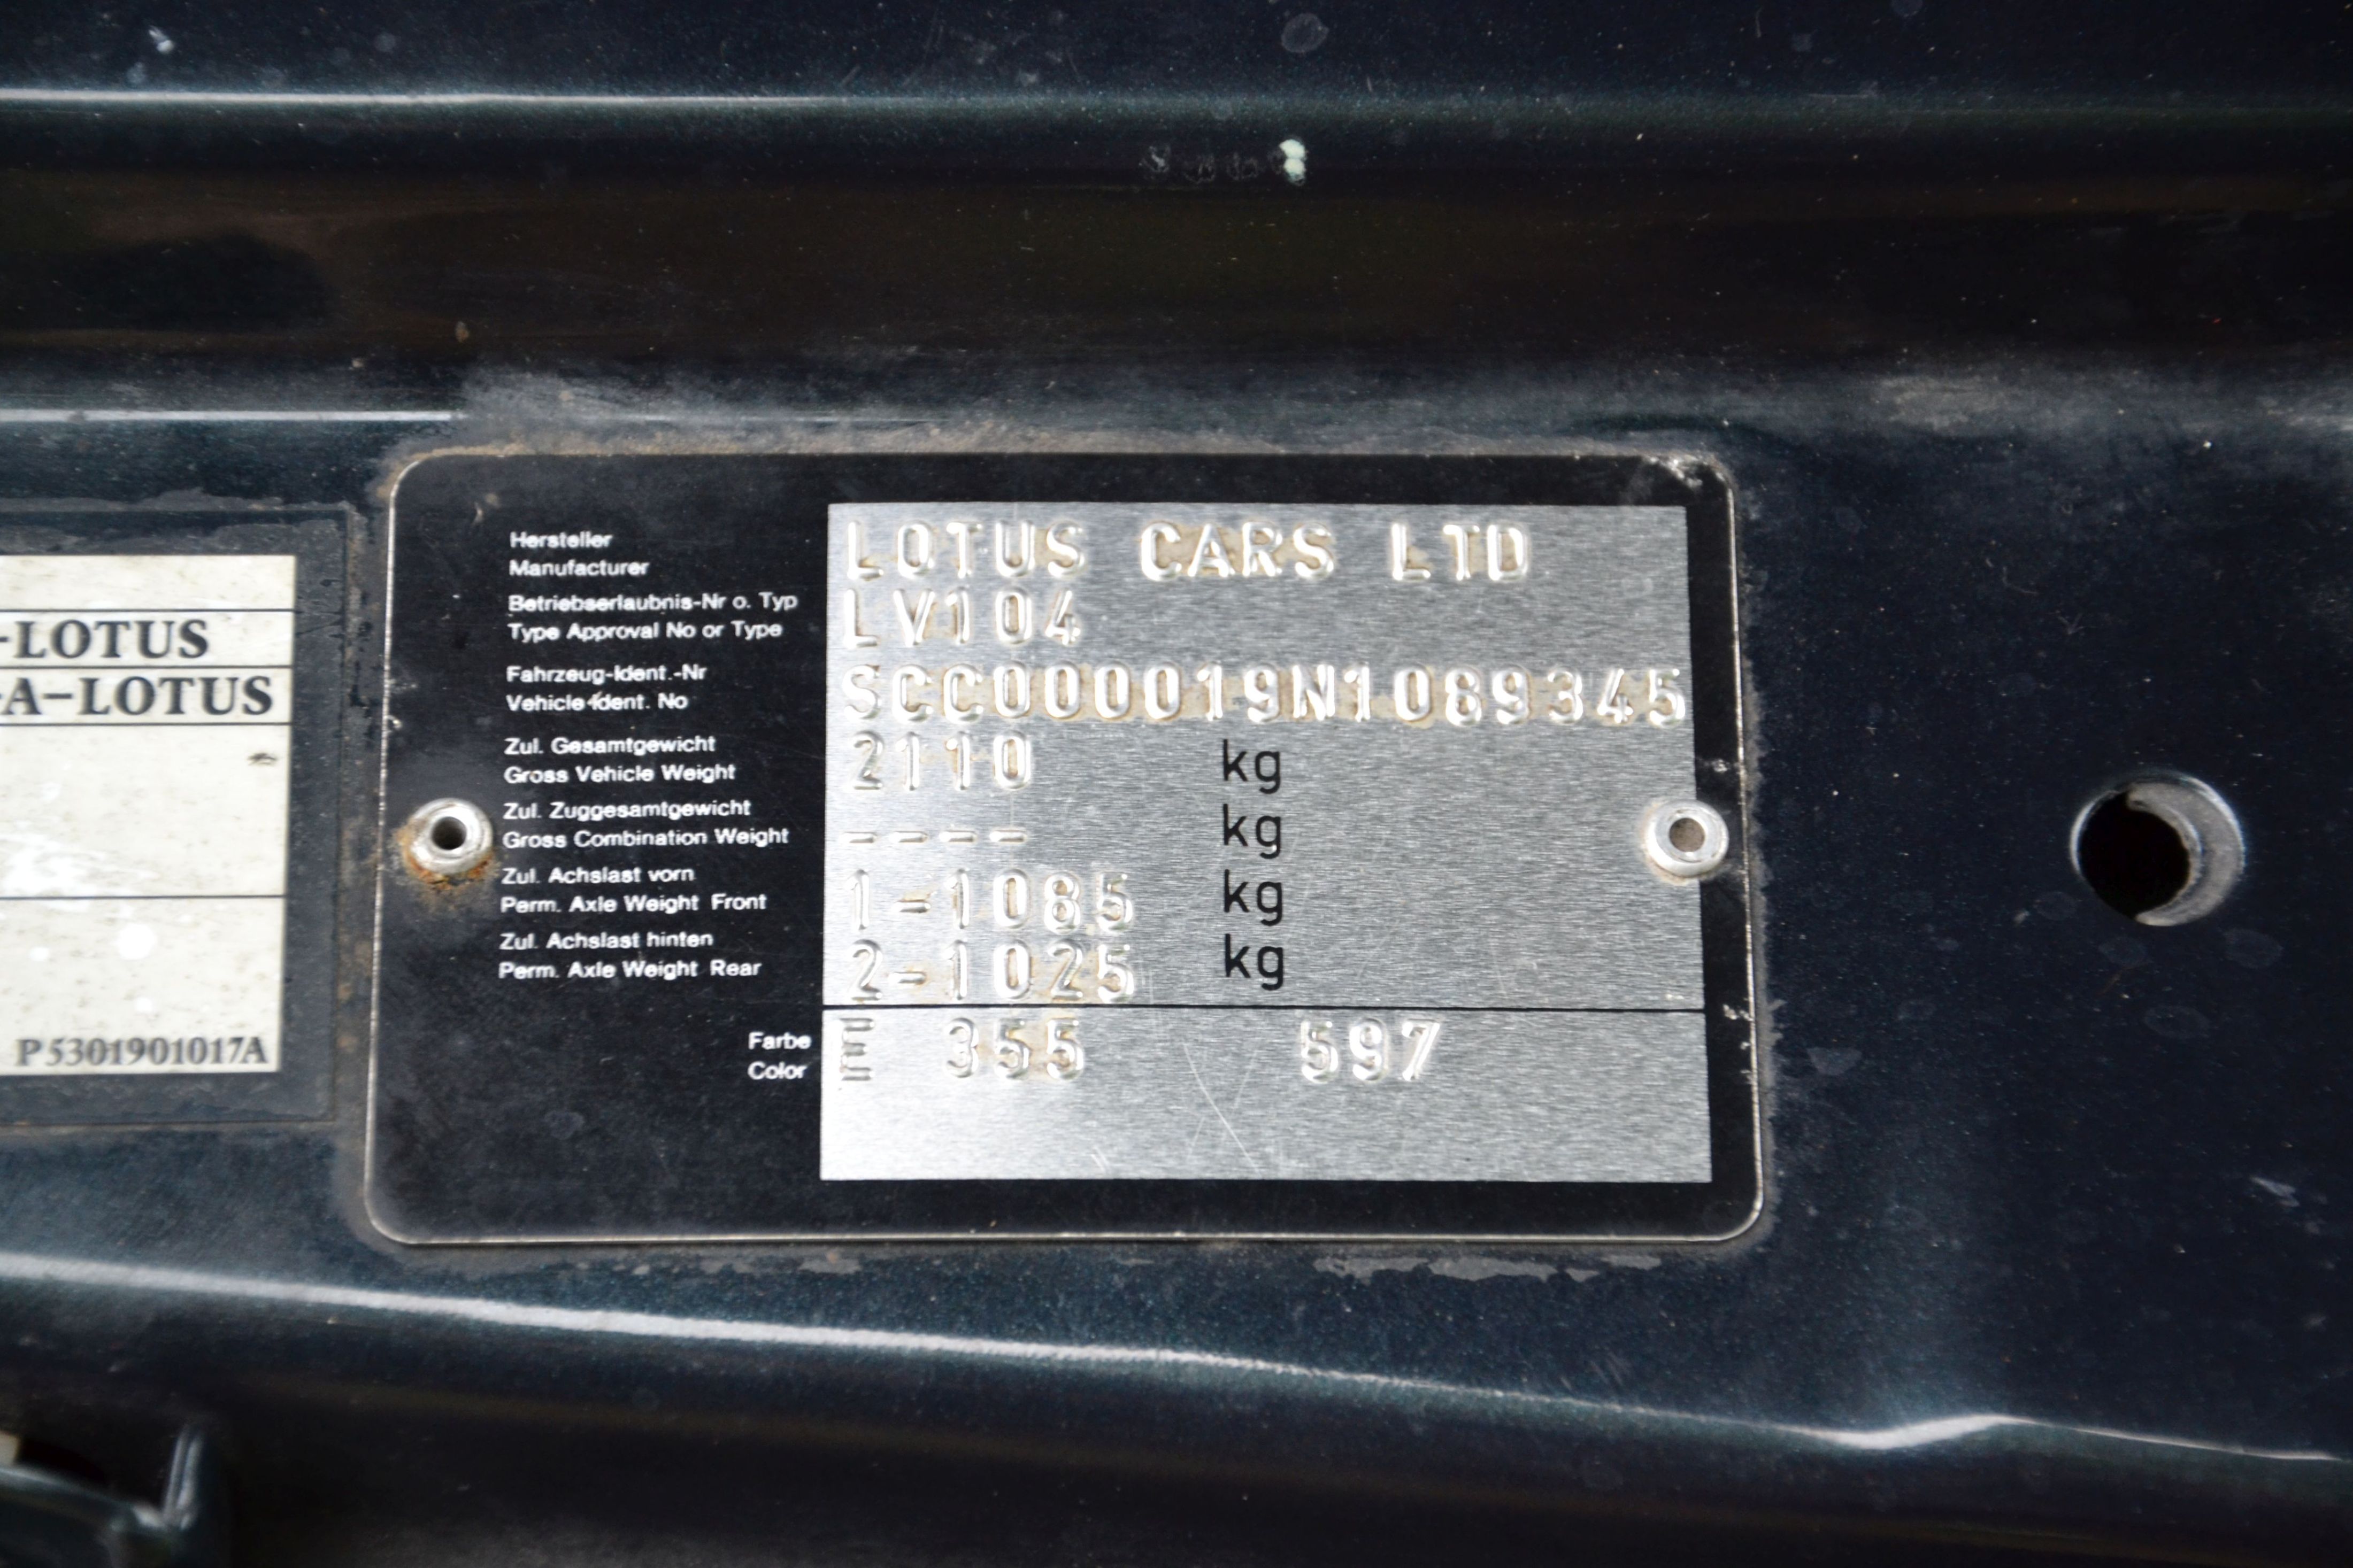 -LOTUS
-A-LOTUS
P5301901017A
Hersteller
Manufacturer
LOTUS CARS LTD
Betriebserlaubnis-Nr o. Typ
Type Approval No or Type
LV104
Fahrzeug-Ident.-Nr
Vehicle-Ident. No
SCC000019N1089345
Zul. Gesamtgewicht
Gross Vehicle Weight
2110 kg
Zul. Zuggesamtgewicht
Gross Combination Weight
---- kg
Zul. Achslast vorn
Perm. Axle Weight Front
1-1085 kg
Zul. Achslast hinten
Perm. Axle Weight Rear
2-1025 kg
Farbe
Color
E 355 597